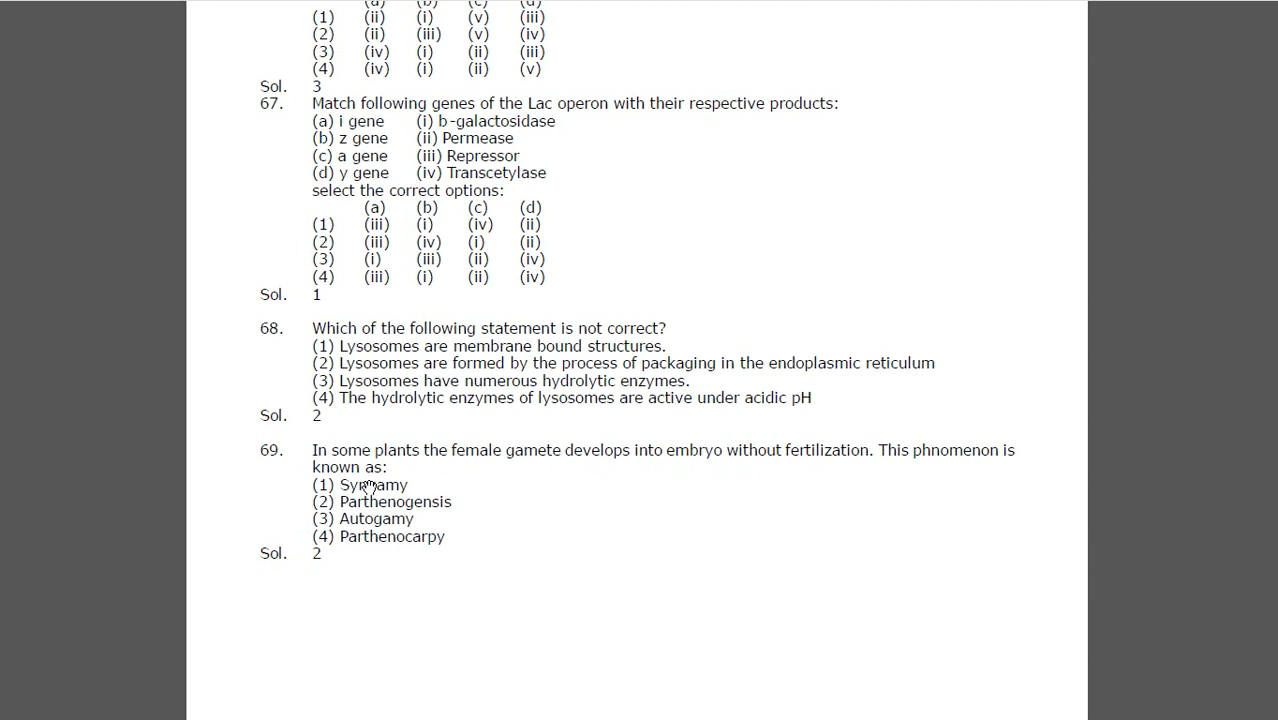 (a) (b) (c) (d)
(1) (ii) (i) (v) (iii)
(2) (ii) (iii) (v) (iv)
(3) (iv) (i) (ii) (iii)
(4) (iv) (i) (ii) (v)
Sol. 3
67. Match following genes of the Lac operon with their respective products:
(a) i gene (i) b-galactosidase
(b) z gene (ii) Permease
(c) a gene (iii) Repressor
(d) y gene (iv) Transcetylase
select the correct options:
(a) (b) (c) (d)
(1) (iii) (i) (iv) (ii)
(2) (iii) (iv) (i) (ii)
(3) (i) (iii) (ii) (iv)
(4) (iii) (i) (ii) (iv)
Sol. 1
68. Which of the following statement is not correct?
(1) Lysosomes are membrane bound structures.
(2) Lysosomes are formed by the process of packaging in the endoplasmic reticulum
(3) Lysosomes have numerous hydrolytic enzymes.
(4) The hydrolytic enzymes of lysosomes are active under acidic pH
Sol. 2
69. In some plants the female gamete develops into embryo without fertilization. This phnomenon is
known as:
(1) Syngamy
(2) Parthenogensis
(3) Autogamy
(4) Parthenocarpy
Sol. 2